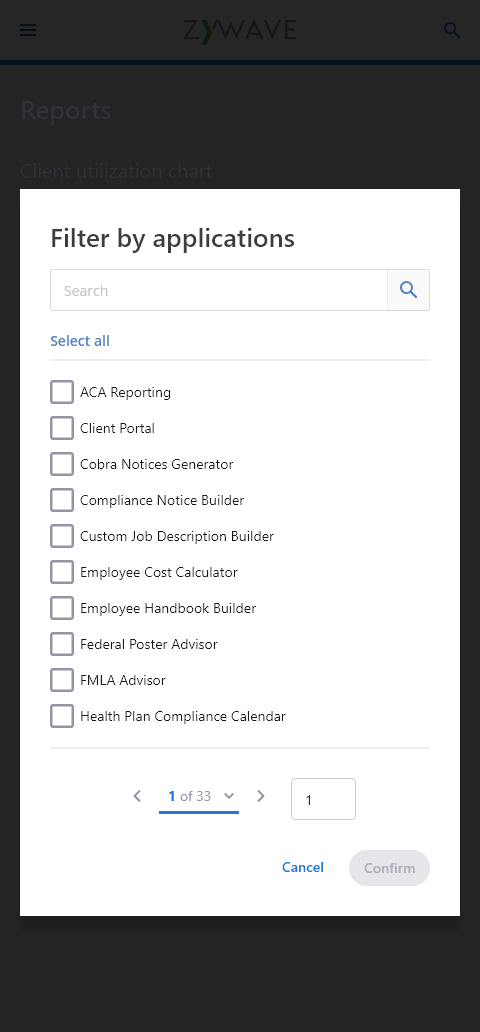 ZYWAVE
Reports
Client utilization chart
Filter by applications
Search
Select all
ACA Reporting
Client Portal
Cobra Notices Generator
Compliance Notice Builder
Custom Job Description Builder
Employee Cost Calculator
Employee Handbook Builder
Federal Poster Advisor
FMLA Advisor
Health Plan Compliance Calendar
1 of 33 1
Cancel Confirm